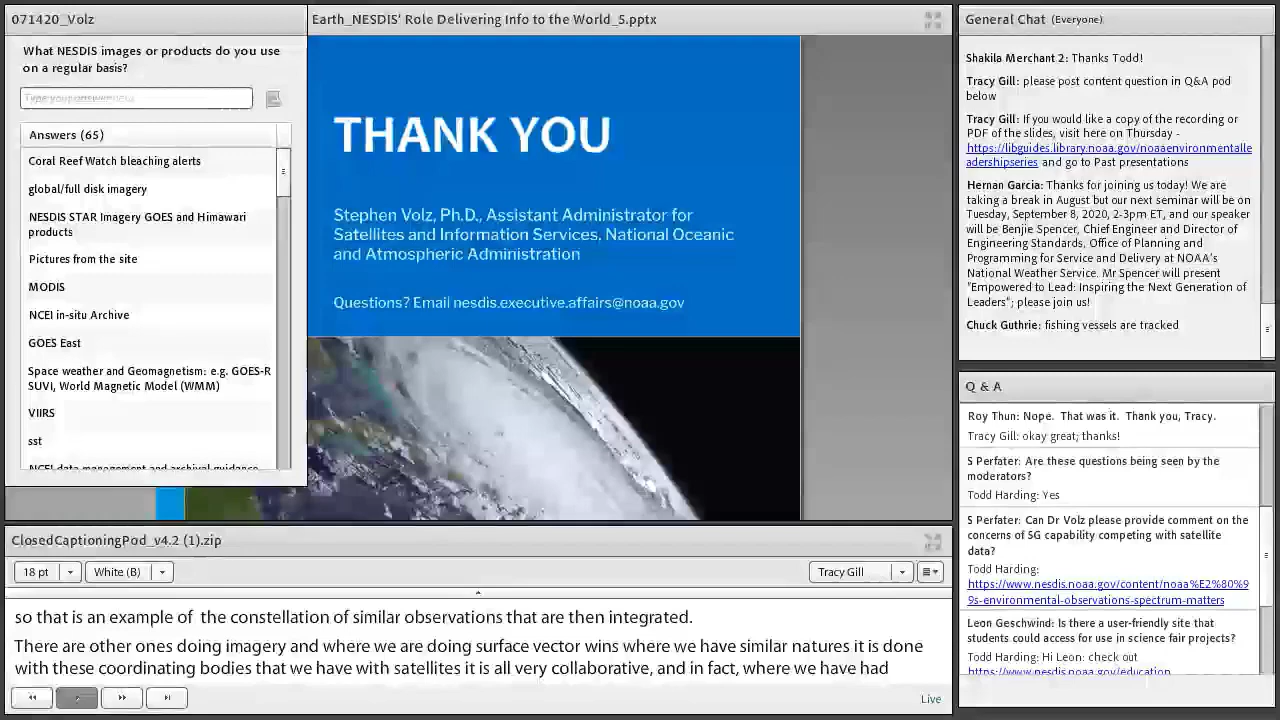 071420_Volz
What NESDIS images or products do you use
on a regular basis?
Answers (65)
Coral Reef Watch bleaching alerts
global/full disk imagery
NESDIS STAR Imagery GOES and Himawari
products
Pictures from the site
MODIS
NCEI in-situ Archive
GOES East
Space weather and Geomagnetism: e.g. GOES-R
SUVI, World Magnetic Model (WMM)
VIIRS
sst
NCEI data management and archival guidance
Earth_NESDIS' Role Delivering Info to the World_5.pptx
THANK YOU
Stephen Volz, Ph.D., Assistant Administrator for
Satellites and Information Services, National Oceanic
and Atmospheric Administration
Questions? Email nesdis.executive.affairs@noaa.gov
ClosedCaptioningPod_v4.2 (1).zip
18 pt
White (B)
Tracy Gill
so that is an example of the constellation of similar observations that are then integrated.
There are other ones doing imagery and where we are doing surface vector wins where we have similar natures it is done
with these coordinating bodies that we have with satellites it is all very collaborative, and in fact, where we have had
Live
General Chat (Everyone)
Shakila Merchant 2: Thanks Todd!
Tracy Gill: please post content question in Q&A pod
below
Tracy Gill: If you would like a copy of the recording or
PDF of the slides, visit here on Thursday -
https://libguides.library.noaa.gov/noaaenvironmentalle
adershipseries and go to Past presentations
Hernan Garcia: Thanks for joining us today! We are
taking a break in August but our next seminar will be on
Tuesday, September 8, 2020, 2-3pm ET, and our speaker
will be Benjie Spencer, Chief Engineer and Director of
Engineering Standards, Office of Planning and
Programming for Service and Delivery at NOAA's
National Weather Service. Mr Spencer will present
"Empowered to Lead: Inspiring the Next Generation of
Leaders"; please join us!
Chuck Guthrie: fishing vessels are tracked
Q & A
Roy Thun: Nope. That was it. Thank you, Tracy.
Tracy Gill: okay great; thanks!
S Perfater: Are these questions being seen by the
moderators?
Todd Harding: Yes
S Perfater: Can Dr Volz please provide comment on the
concerns of 5G capability competing with satellite
data?
Todd Harding:
https://www.nesdis.noaa.gov/content/noaa%E2%80%9
9s-environmental-observations-spectrum-matters
Leon Geschwind: Is there a user-friendly site that
students could access for use in science fair projects?
Todd Harding: Hi Leon: check out
https://www.nesdis.noaa.gov/education